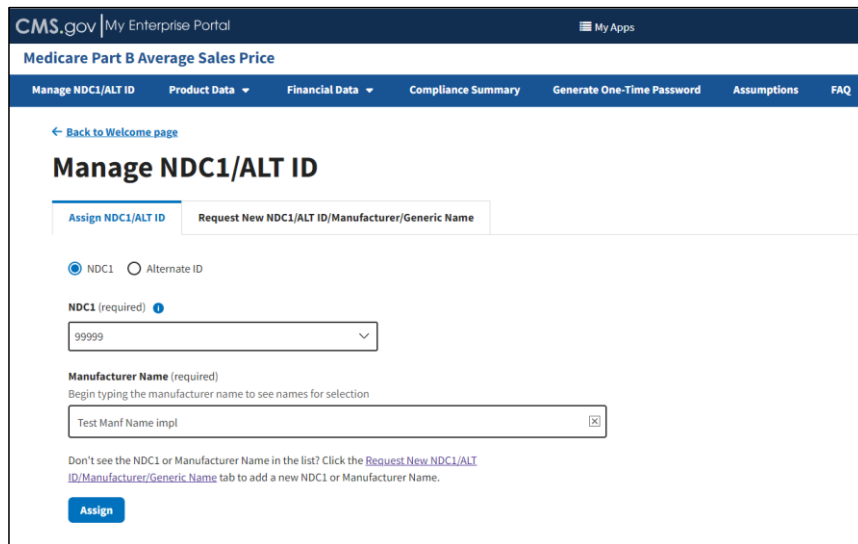 CMS.gov My Enterprise Portal
My Apps
Medicare Part B Average Sales Price
Manage NDC1/ALT ID Product Data Financial Data Compliance Summary Generate One-Time Password Assumptions FAQ
Back to Welcome page
Manage NDC1/ALT ID
Assign NDC1/ALT ID Request New NDC1/ALT ID/Manufacturer/Generic Name
NDC1 Alternate ID
NDC1 (required) i
99999
Manufacturer Name (required)
Begin typing the manufacturer name to see names for selection
Test Manf Name impl
Don't see the NDC1 or Manufacturer Name in the list? Click the Request New NDC1/ALT
ID/Manufacturer/Generic Name tab to add a new NDC1 or Manufacturer Name.
Assign